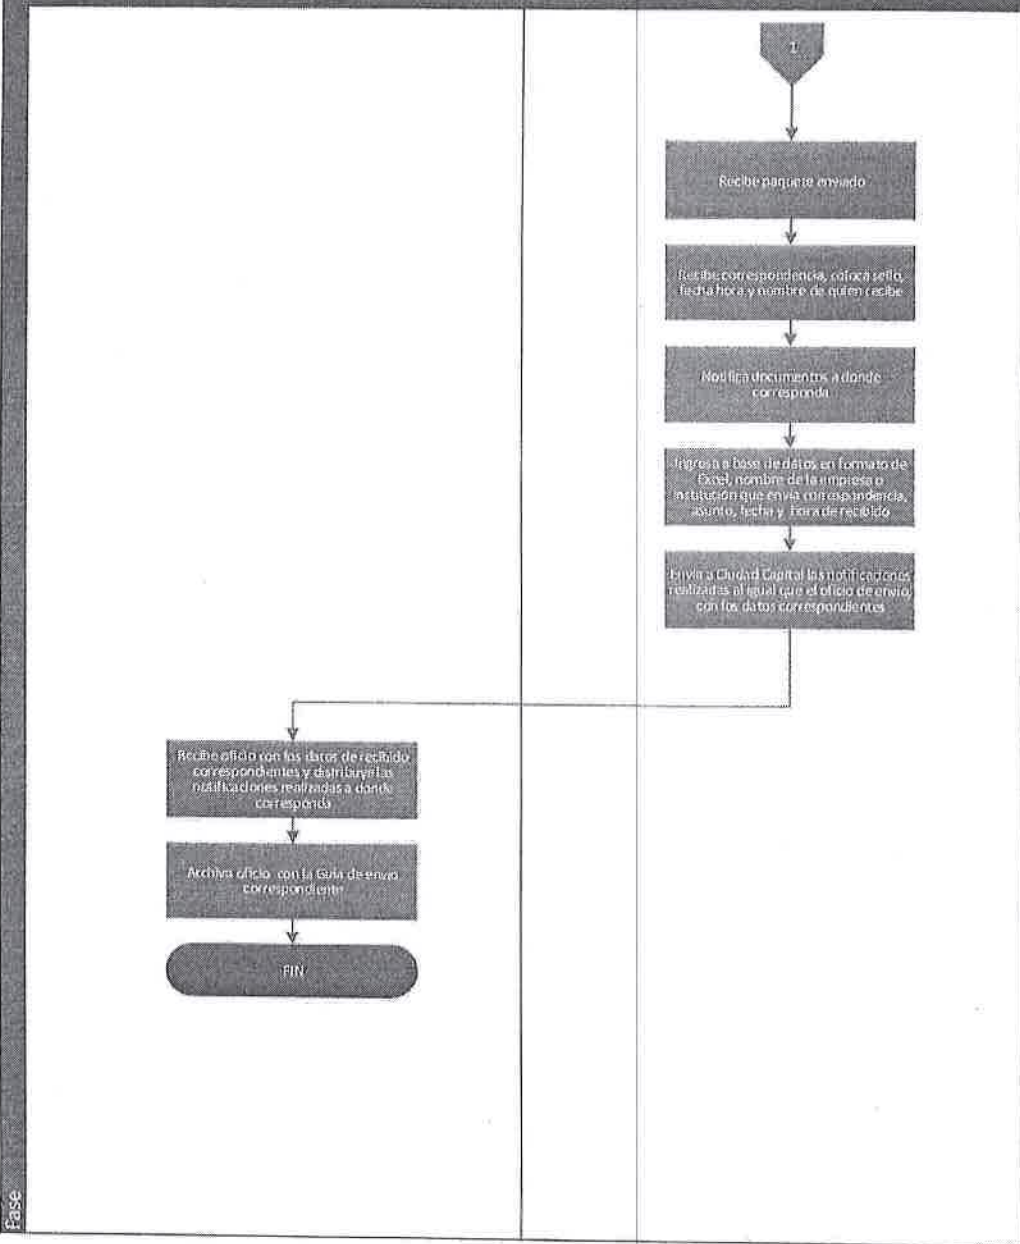 1
Recibe paquete enviado
Recibe correspondencia, coloca sello,
fecha hora y nombre de quien recibe
Notifica documentos a donde
corresponda
Ingresa a base de datos en formato de
Excel, nombre de la empresa o
institución que envía correspondencia,
asunto, fecha y hora de recibido
Envía a Ciudad Capital las notificaciones
realizadas al igual que el oficio de envío,
con los datos correspondientes
Recibe oficio con los datos de recibido
correspondientes y distribuye las
notificaciones realizadas a donde
corresponda
Archiva oficio con la Guía de envío
correspondiente
FIN
Fase